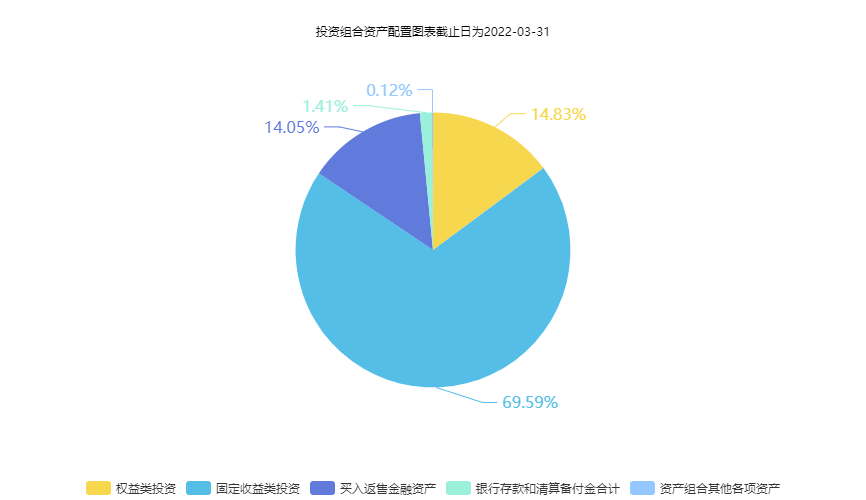 投资组合资产配置图表截止日为2022-03-31
0.12%
1.41%
14.83%
14.05%
69.59%
权益类投资
固定收益类投资
买入返售金融资产
银行存款和清算备付金合计
资产组合其他各项资产